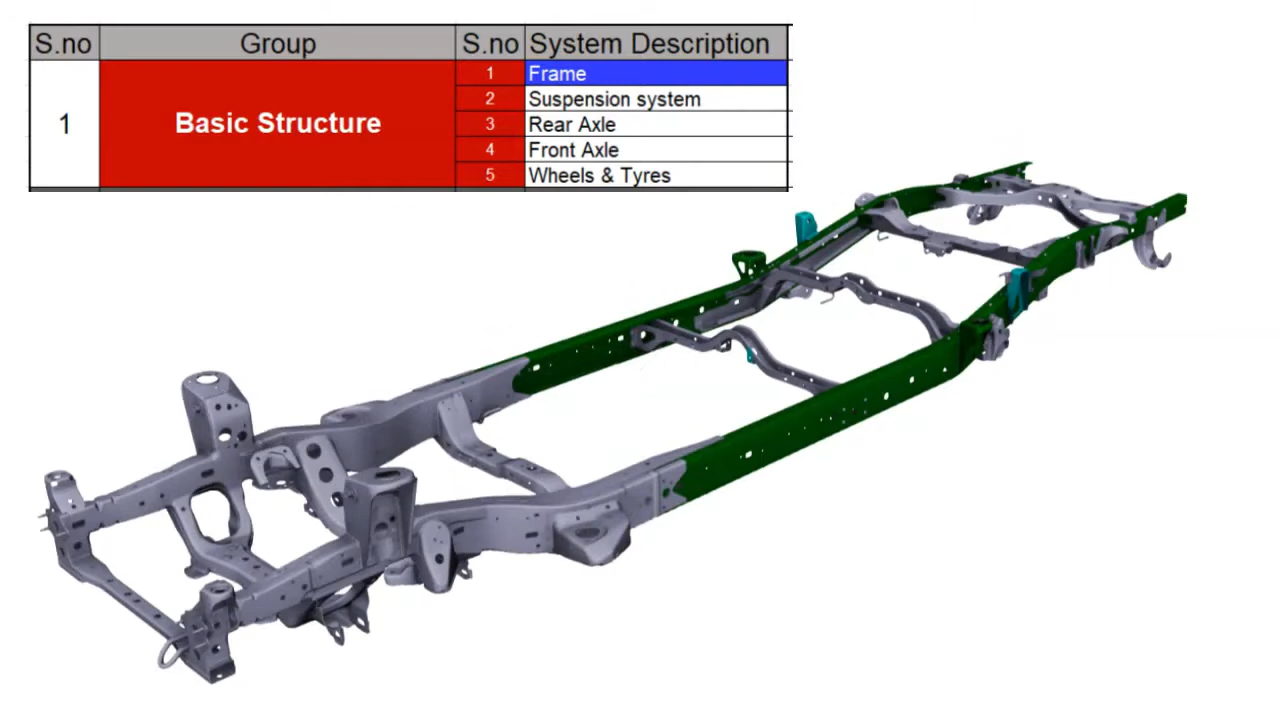 S.no Group S.no System Description
1 Basic Structure
1 Frame
2 Suspension system
3 Rear Axle
4 Front Axle
5 Wheels & Tyres